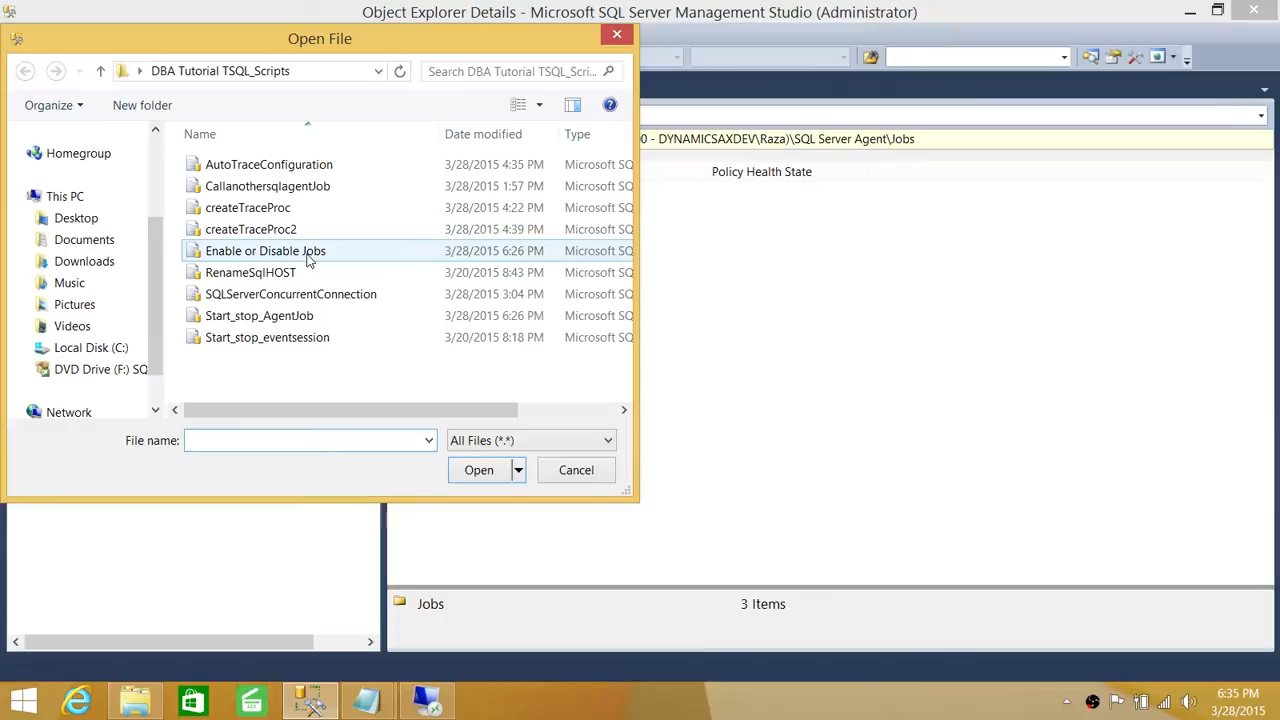 Object Explorer Details - Microsoft SQL Server Management Studio (Administrator)
Open File
DBA Tutorial TSQL_Scripts
Search DBA Tutorial TSQL_Scri...
Organize
New folder
0 - DYNAMICSAXDEV\Raza)\SQL Server Agent\Jobs
Name
Date modified
Type
Policy Health State
Homegroup
This PC
Desktop
Documents
Downloads
Music
Pictures
Videos
Local Disk (C:)
DVD Drive (F:) SQ
Network
AutoTraceConfiguration 3/28/2015 4:35 PM Microsoft SQ
CallanothersqlagentJob 3/28/2015 1:57 PM Microsoft SQ
createTraceProc 3/28/2015 4:22 PM Microsoft SQ
createTraceProc2 3/28/2015 4:39 PM Microsoft SQ
Enable or Disable Jobs 3/28/2015 6:26 PM Microsoft SQ
RenameSqlHOST 3/20/2015 8:43 PM Microsoft SQ
SQLServerConcurrentConnection 3/28/2015 3:04 PM Microsoft SQ
Start_stop_AgentJob 3/28/2015 6:26 PM Microsoft SQ
Start_stop_eventsession 3/20/2015 8:18 PM Microsoft SQ
File name:
All Files (*.*)
Open
Cancel
Jobs
3 Items
6:35 PM
3/28/2015